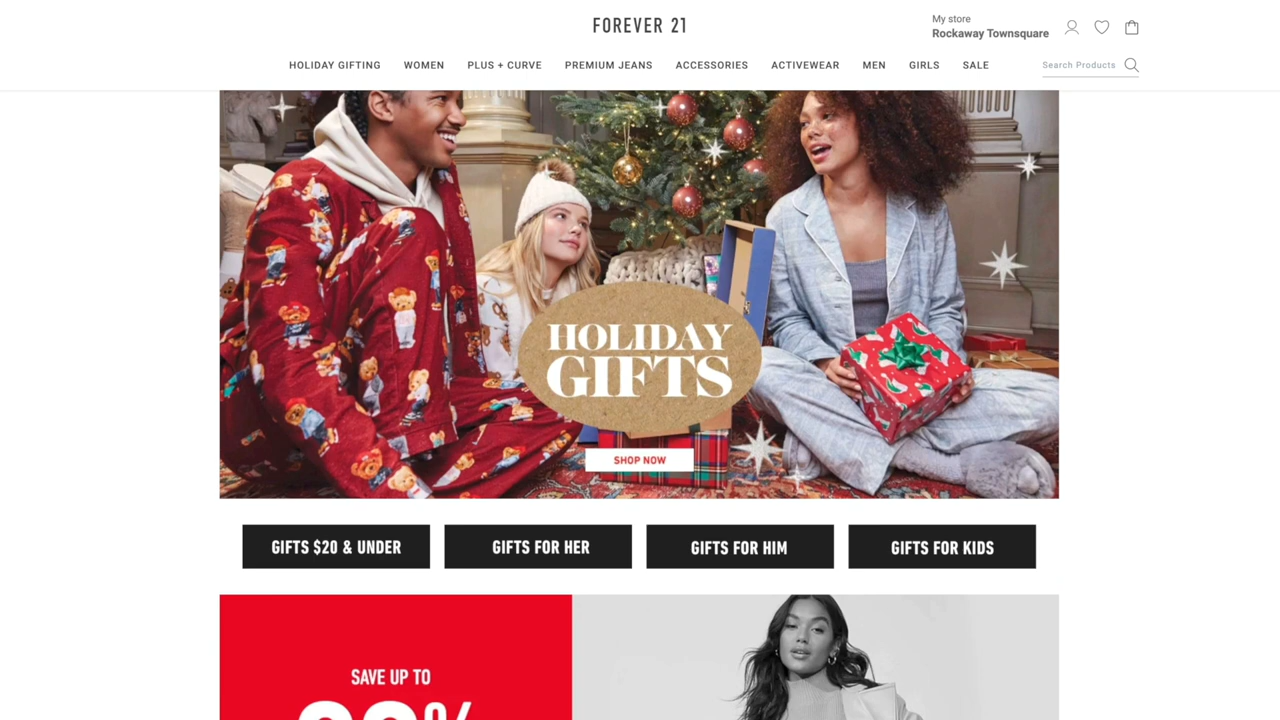 FOREVER 21
My store
Rockaway Townsquare
HOLIDAY GIFTING WOMEN PLUS + CURVE PREMIUM JEANS ACCESSORIES ACTIVEWEAR MEN GIRLS SALE
Search Products
HOLIDAY
GIFTS
SHOP NOW
GIFTS $20 & UNDER GIFTS FOR HER GIFTS FOR HIM GIFTS FOR KIDS
SAVE UP TO